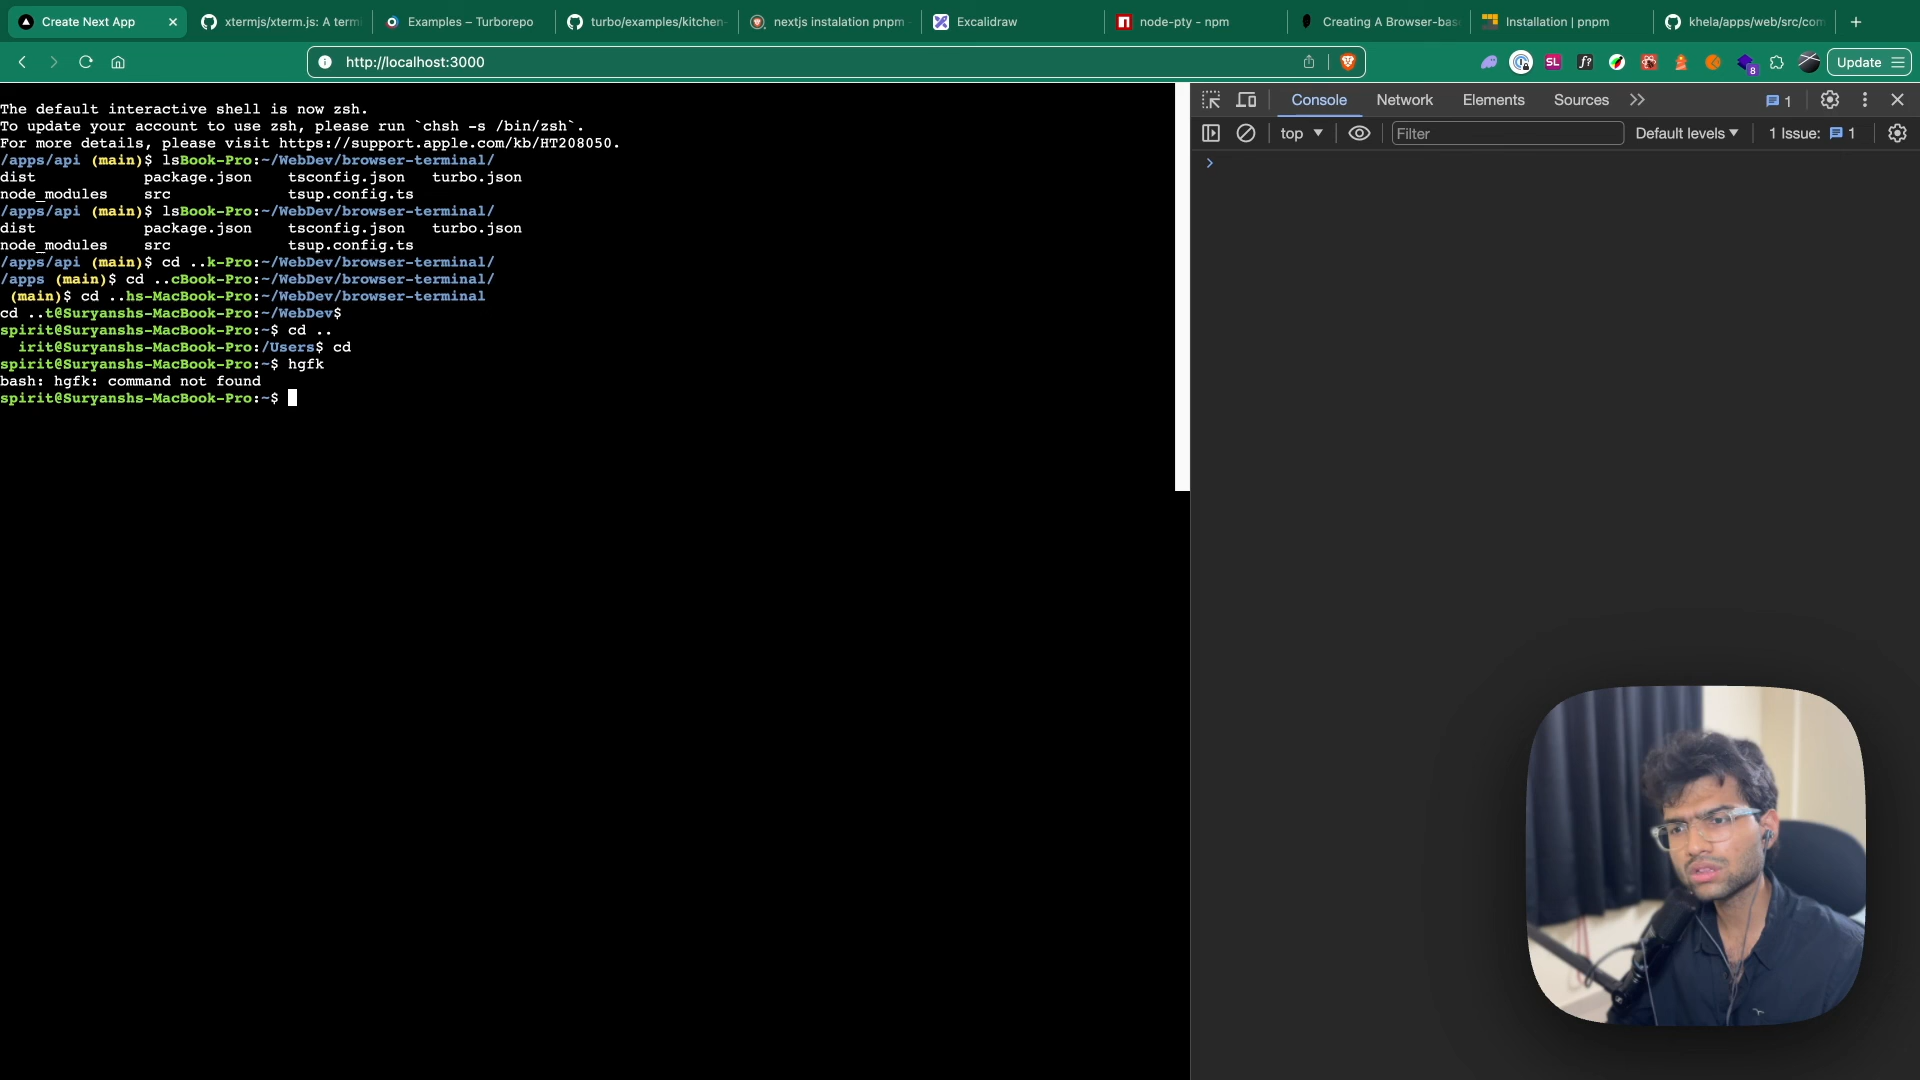 Create Next App
xtermjs/xterm.js: A termi
Examples – Turborepo
turbo/examples/kitchen-
nextjs instalation pnpm
Excalidraw
node-pty - npm
Creating A Browser-bas
Installation | pnpm
khela/apps/web/src/com
http://localhost:3000
SL
f?
8
Update
The default interactive shell is now zsh.
To update your account to use zsh, please run `chsh -s /bin/zsh`.
For more details, please visit https://support.apple.com/kb/HT208050.
/apps/api (main)$ lsBook-Pro:~/WebDev/browser-terminal/
dist package.json tsconfig.json turbo.json
node_modules src tsup.config.ts
/apps/api (main)$ lsBook-Pro:~/WebDev/browser-terminal/
dist package.json tsconfig.json turbo.json
node_modules src tsup.config.ts
/apps/api (main)$ cd ..k-Pro:~/WebDev/browser-terminal/
/apps (main)$ cd ..cBook-Pro:~/WebDev/browser-terminal/
(main)$ cd ..hs-MacBook-Pro:~/WebDev/browser-terminal
cd ..t@Suryanshs-MacBook-Pro:~/WebDev$
spirit@Suryanshs-MacBook-Pro:~$ cd ..
irit@Suryanshs-MacBook-Pro:/Users$ cd
spirit@Suryanshs-MacBook-Pro:~$ hgfk
bash: hgfk: command not found
spirit@Suryanshs-MacBook-Pro:~$
Console
Network
Elements
Sources
1
top
Filter
Default levels
1 Issue: 1